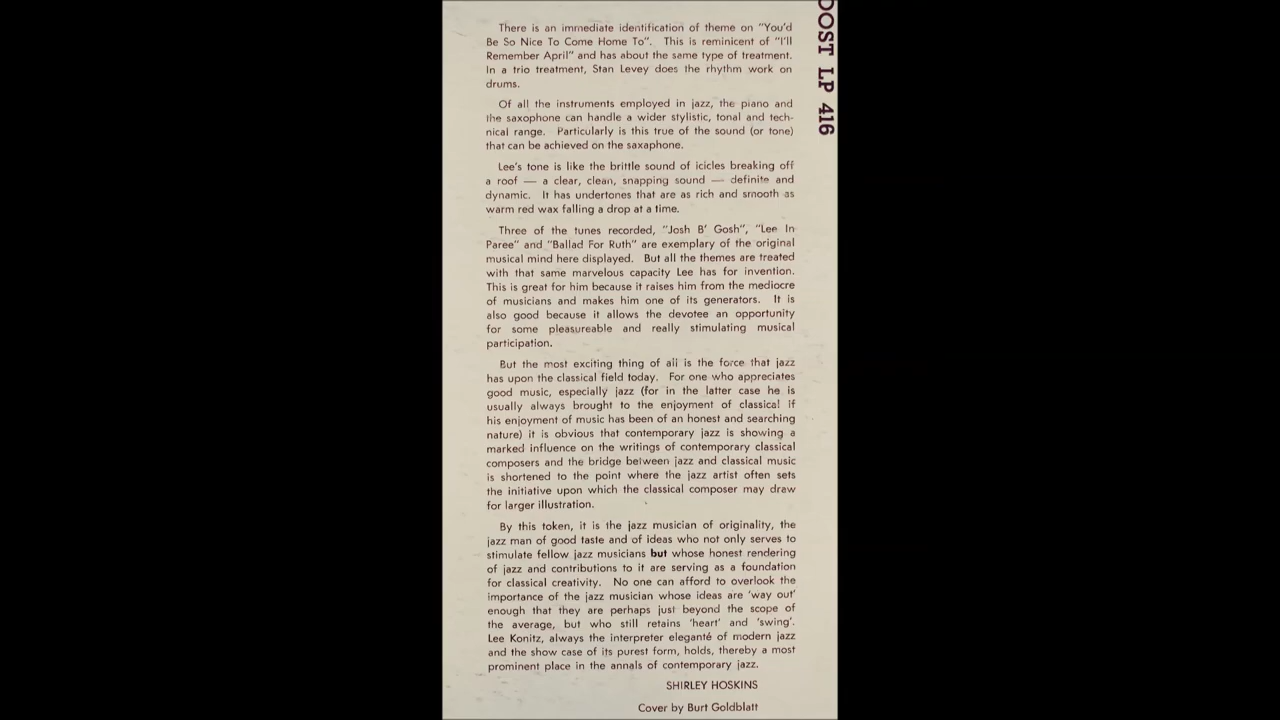 There is an immediate identification of theme on "You'd
Be So Nice To Come Home To". This is reminicent of "I'll
Remember April" and has about the same type of treatment.
In a trio treatment, Stan Levey does the rhythm work on
drums.
Of all the instruments employed in jazz, the piano and
the saxophone can handle a wider stylistic, tonal and tech-
nical range. Particularly is this true of the sound (or tone)
that can be achieved on the saxaphone.
Lee's tone is like the brittle sound of icicles breaking off
a roof — a clear, clean, snapping sound — definite and
dynamic. It has undertones that are as rich and smooth as
warm red wax falling a drop at a time.
Three of the tunes recorded, "Josh B' Gosh", "Lee In
Paree" and "Ballad For Ruth" are exemplary of the original
musical mind here displayed. But all the themes are treated
with that same marvelous capacity Lee has for invention.
This is great for him because it raises him from the mediocre
of musicians and makes him one of its generators. It is
also good because it allows the devotee an opportunity
for some pleasureable and really stimulating musical
participation.
But the most exciting thing of all is the force that jazz
has upon the classical field today. For one who appreciates
good music, especially jazz (for in the latter case he is
usually always brought to the enjoyment of classical if
his enjoyment of music has been of an honest and searching
nature) it is obvious that contemporary jazz is showing a
marked influence on the writings of contemporary classical
composers and the bridge between jazz and classical music
is shortened to the point where the jazz artist often sets
the initiative upon which the classical composer may draw
for larger illustration.
By this token, it is the jazz musician of originality, the
jazz man of good taste and of ideas who not only serves to
stimulate fellow jazz musicians but whose honest rendering
of jazz and contributions to it are serving as a foundation
for classical creativity. No one can afford to overlook the
importance of the jazz musician whose ideas are 'way out'
enough that they are perhaps just beyond the scope of
the average, but who still retains 'heart' and 'swing'.
Lee Konitz, always the interpreter eleganté of modern jazz
and the show case of its purest form, holds, thereby a most
prominent place in the annals of contemporary jazz.
SHIRLEY HOSKINS
Cover by Burt Goldblatt
OOST LP 416